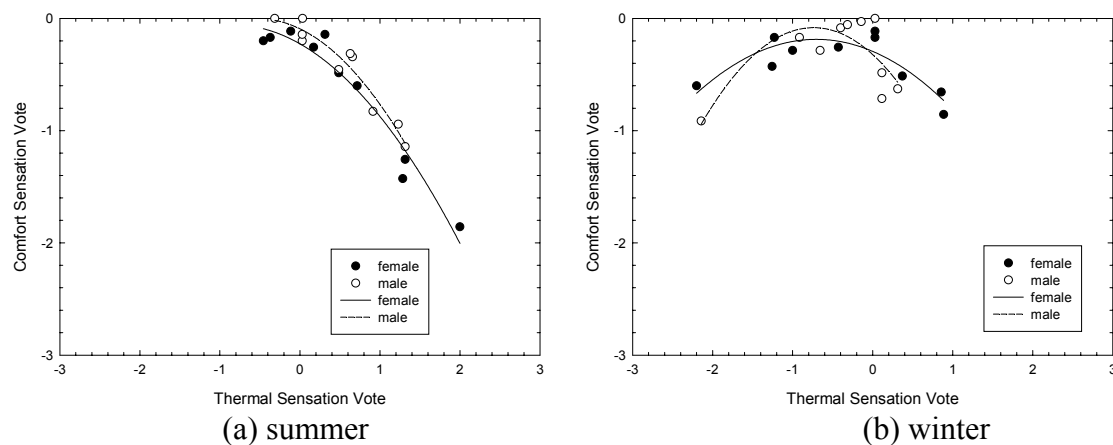 0
-1
-2
-3
Comfort Sensation Vote
female
male
female
male
-3 -2 -1 0 1 2 3
Thermal Sensation Vote
(a) summer
0
-1
-2
-3
Comfort Sensation Vote
female
male
female
male
-3 -2 -1 0 1 2 3
Thermal Sensation Vote
(b) winter